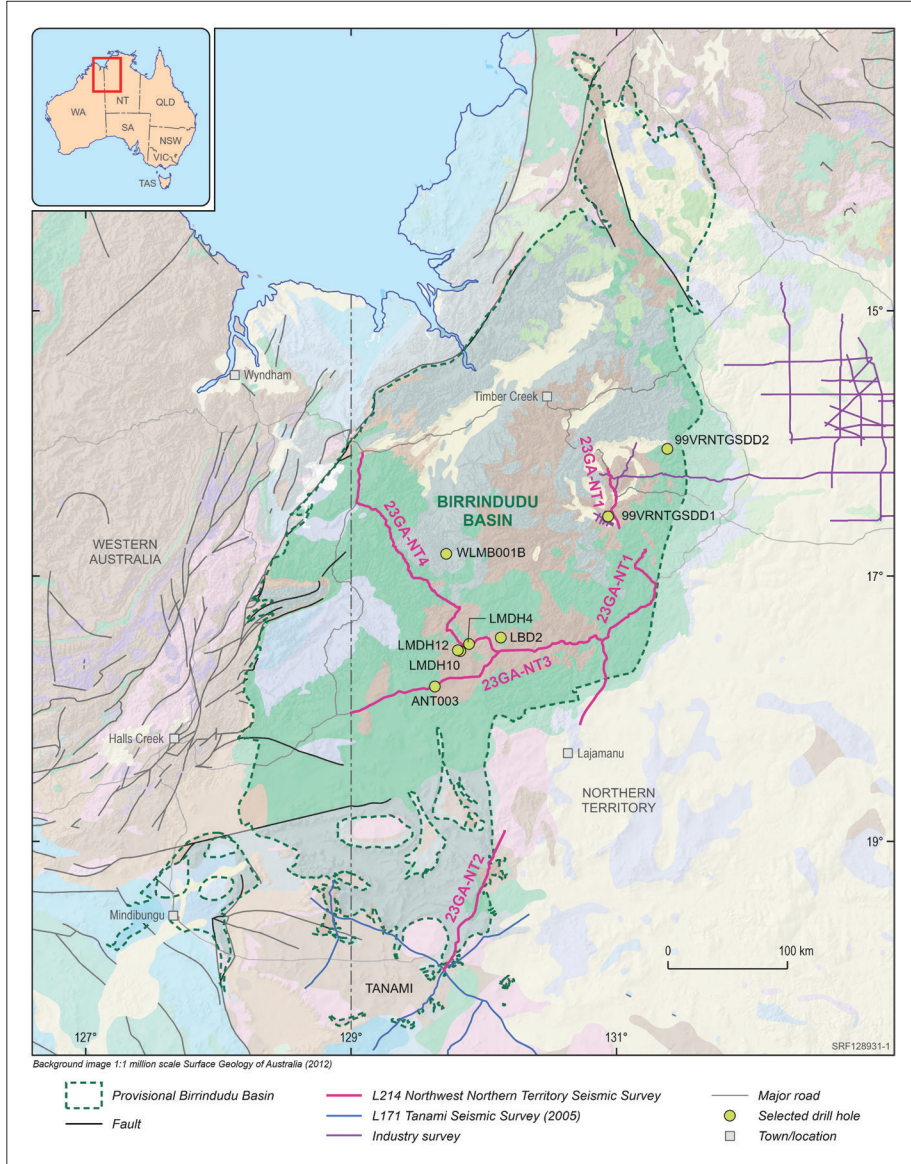 WA
NT
QLD
SA
NSW
VIC
TAS
15°
Wyndham
Timber Creek
99VRNTGSDD2
23GA-NT1
BIRRINDUDU
BASIN
99VRNTGSDD1
23GA-NT4
WESTERN
AUSTRALIA
WLMB001B
17°
23GA-NT1
LMDH4
LMDH12
LBD2
LMDH10
23GA-NT3
ANT003
Halls Creek
Lajamanu
NORTHERN
TERRITORY
19°
23GA-NT2
Mindibungu
0
100 km
TANAMI
127°
129°
131°
SRF128931-1
Background image 1:1 million scale Surface Geology of Australia (2012)
Provisional Birrindudu Basin
Fault
L214 Northwest Northern Territory Seismic Survey
L171 Tanami Seismic Survey (2005)
Industry survey
Major road
Selected drill hole
Town/location